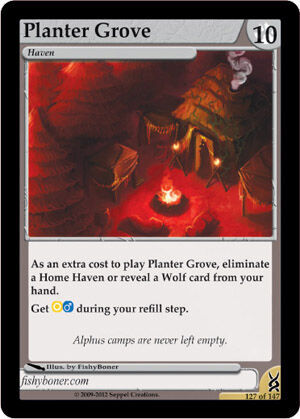 Planter Grove
10
Haven
As an extra cost to play Planter Grove, eliminate
a Home Haven or reveal a Wolf card from your
hand.
Get during your refill step.
Alphus camps are never left empty.
Illus. by FishyBoner
fishyboner.com
© 2009-2012 Seppel Creations.
127 of 147